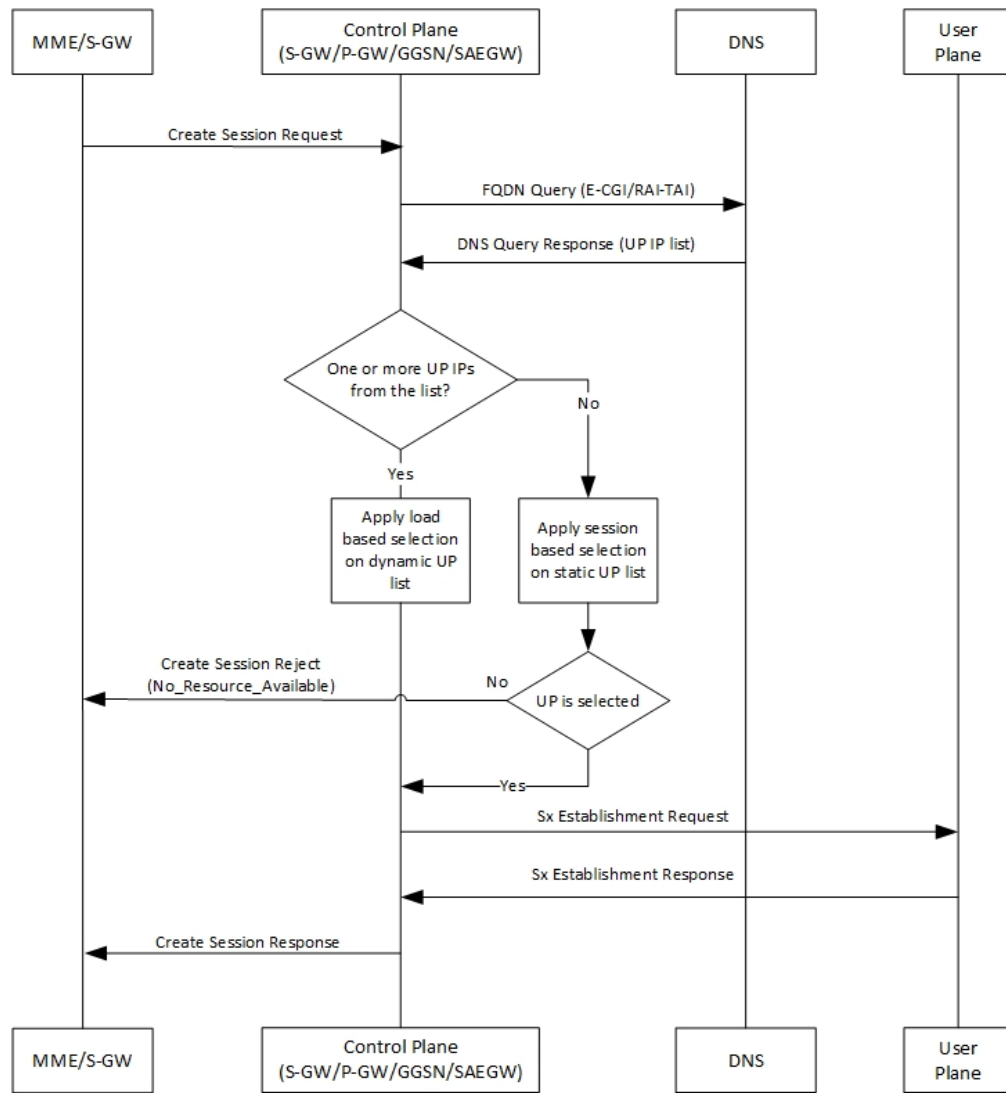 MME/S-GW
Control Plane
(S-GW/P-GW/GGSN/SAEGW)
DNS
User
Plane
Create Session Request
FQDN Query (E-CGI/RAI-TAI)
DNS Query Response (UP IP list)
One or more UP IPs
from the list?
No
Yes
Apply load
based selection
on dynamic UP
list
Apply session
based selection
on static UP list
Create Session Reject
(No_Resource_Available)
No
UP is selected
Yes
Sx Establishment Request
Sx Establishment Response
Create Session Response
MME/S-GW
Control Plane
(S-GW/P-GW/GGSN/SAEGW)
DNS
User
Plane